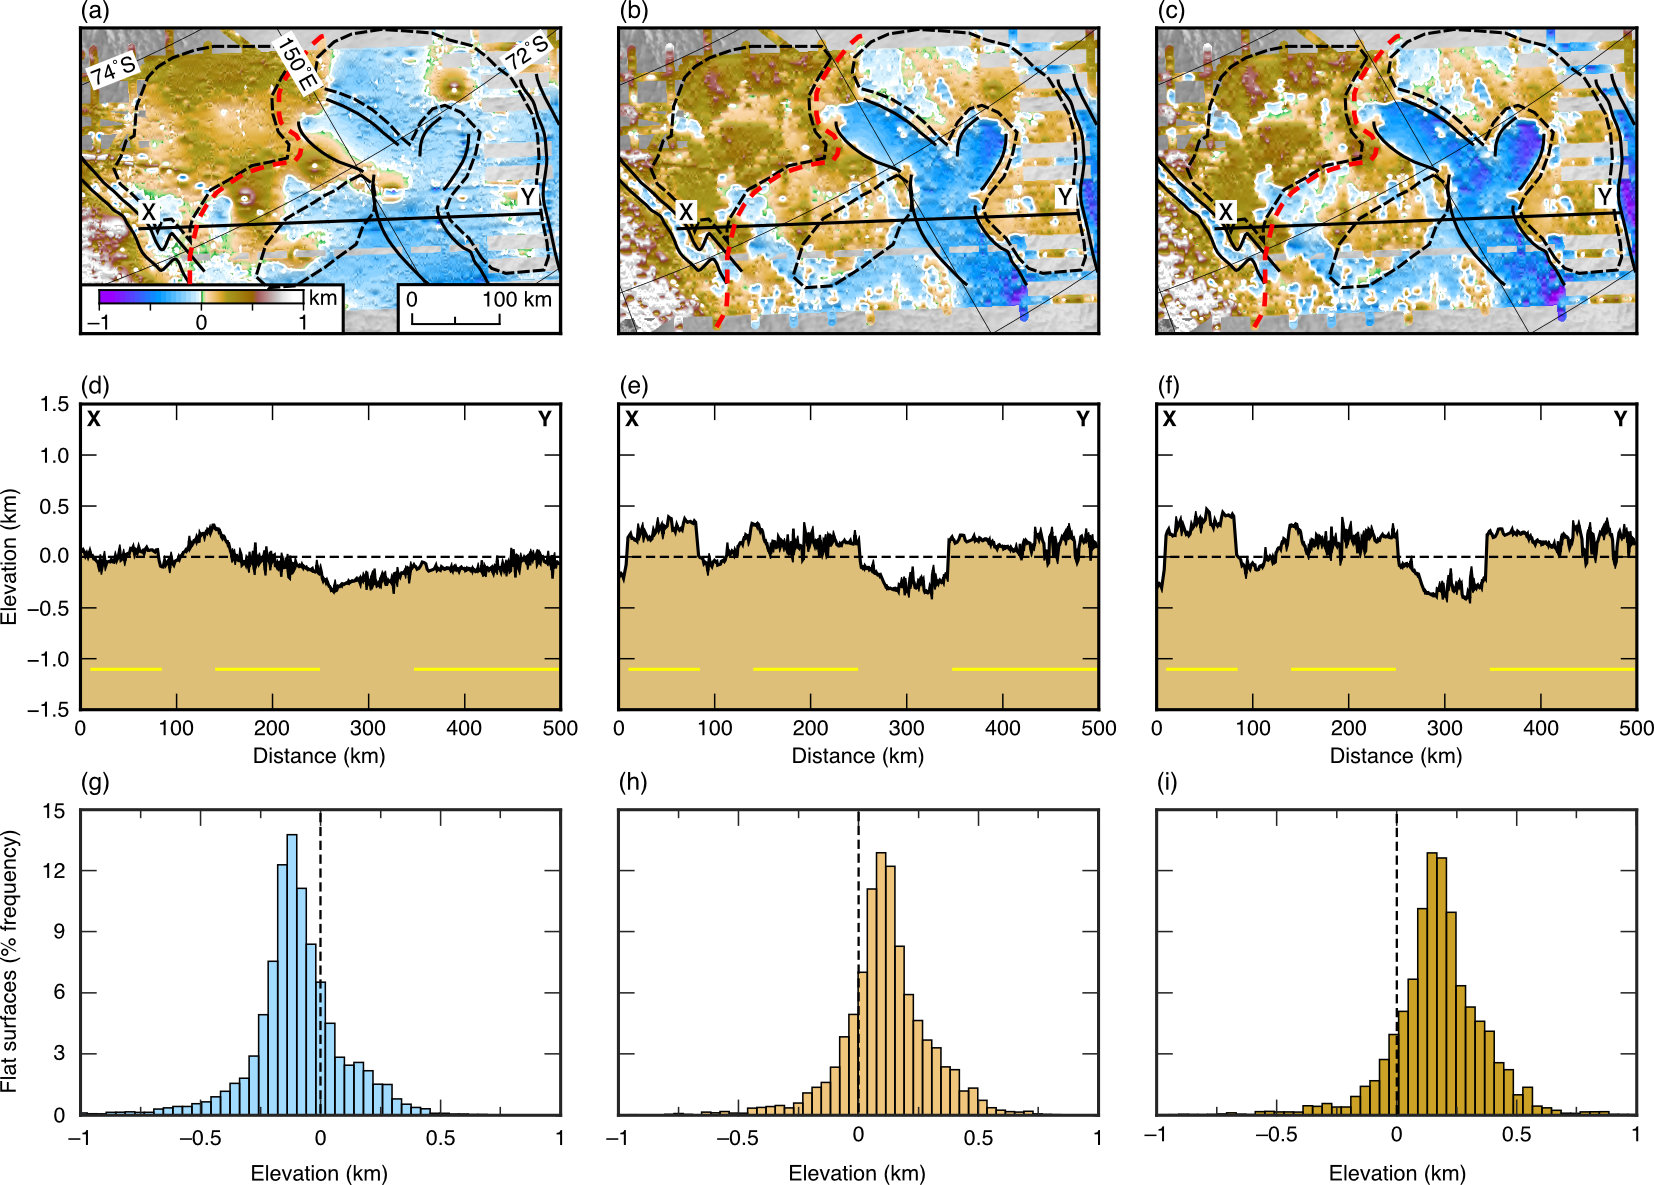 (a) (b) (c)
74°S 150°E 72°S
X Y X Y X Y
km
−1 0 1
0 100 km
(d) (e) (f)
X Y X Y X Y
1.5
1.0
0.5
0.0
−0.5
−1.0
−1.5
Elevation (km)
0 100 200 300 400 500 0 100 200 300 400 500 0 100 200 300 400 500
Distance (km) Distance (km) Distance (km)
(g) (h) (i)
15
12
9
6
3
0
Flat surfaces (% frequency)
−1 −0.5 0 0.5 1 −1 −0.5 0 0.5 1 −1 −0.5 0 0.5 1
Elevation (km) Elevation (km) Elevation (km)